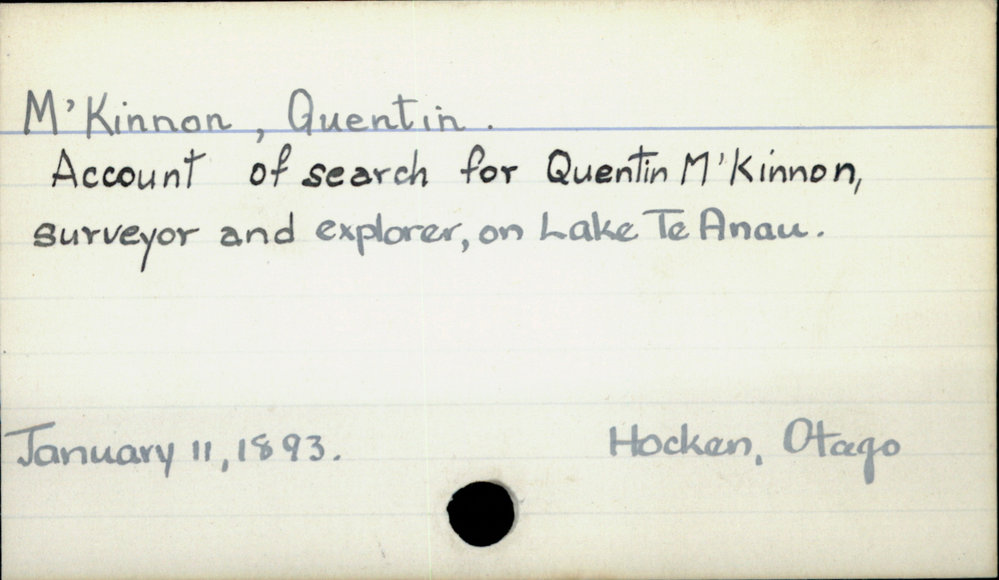 M'Kinnon, Quentin.
Account of search for Quentin M'Kinnon,
surveyor and explorer, on Lake Te Anau.
January 11, 1893.
Hocken, Otago